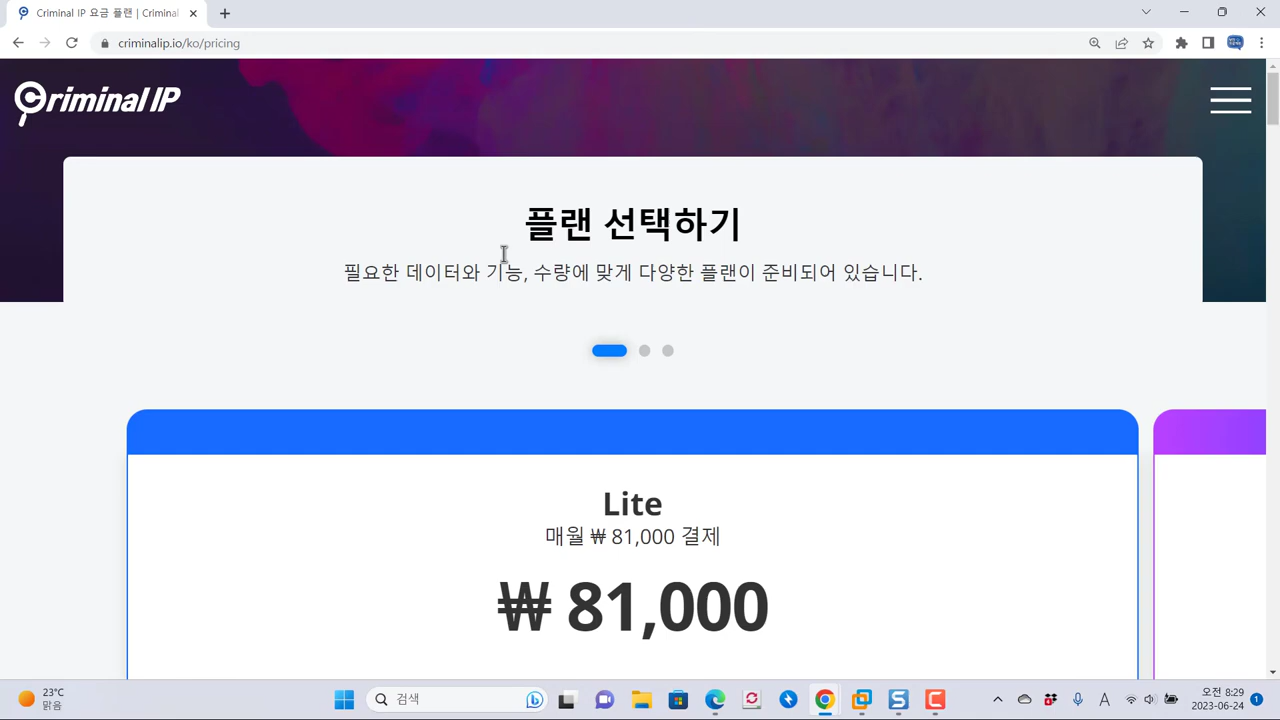 Criminal IP 요금 플랜 | Criminal
criminalip.io/ko/pricing
Criminal IP
플랜 선택하기
필요한 데이터와 기능, 수량에 맞게 다양한 플랜이 준비되어 있습니다.
Lite
매월 ₩ 81,000 결제
₩ 81,000
23℃
맑음
검색
A
오전 8:29
2023-06-24
1